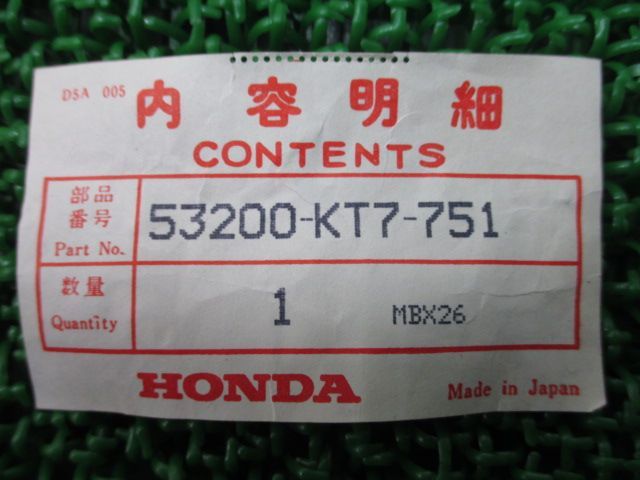 DSA 005
内容明細
CONTENTS
部品
番号
Part No.
53200-KT7-751
数量
Quantity
1
MBX26
HONDA
Made in Japan